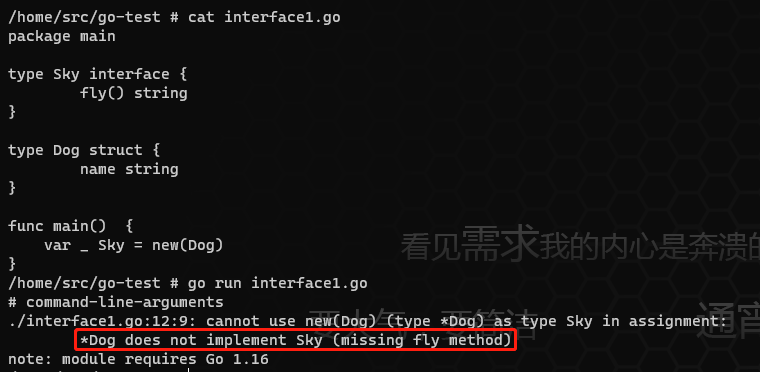 /home/src/go-test # cat interface1.go
package main
type Sky interface {
fly() string
}
type Dog struct {
name string
}
func main()  {
var _ Sky = new(Dog)
}
看见需求我的内心是奔溃的
/home/src/go-test # go run interface1.go
# command-line-arguments
./interface1.go:12:9: cannot use new(Dog) (type *Dog) as type Sky in assignment:
通宵
*Dog does not implement Sky (missing fly method)
note: module requires Go 1.16